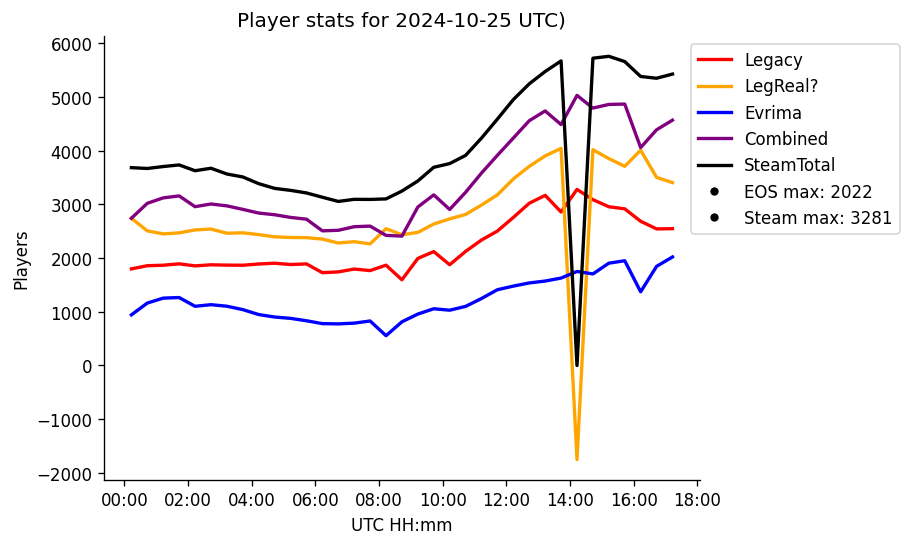 Player stats for 2024-10-25 UTC)
Players
6000
5000
4000
3000
2000
1000
0
−1000
−2000
00:00 02:00 04:00 06:00 08:00 10:00 12:00 14:00 16:00 18:00
UTC HH:mm
Legacy
LegReal?
Evrima
Combined
SteamTotal
EOS max: 2022
Steam max: 3281